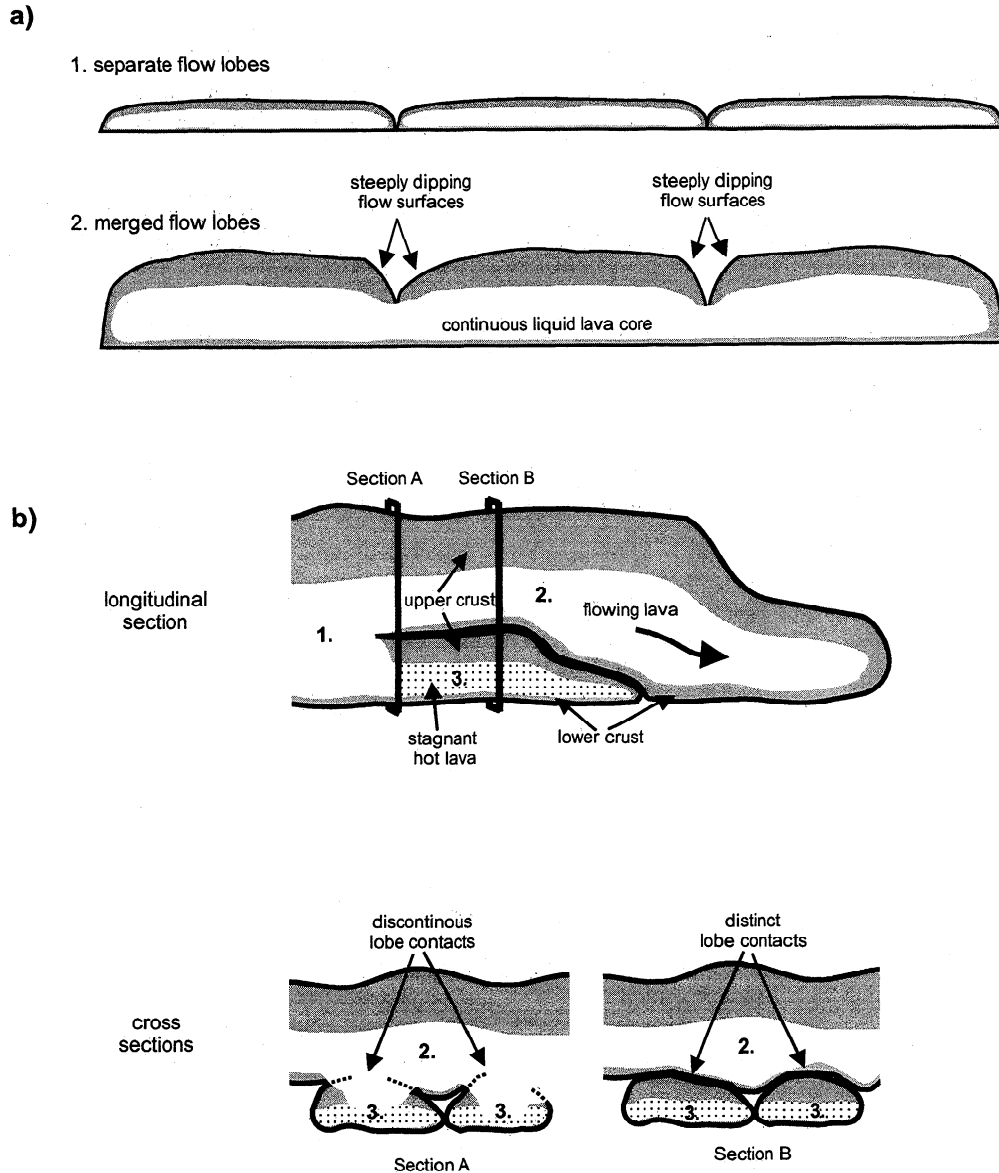 a)
1. separate flow lobes
steeply dipping
flow surfaces
steeply dipping
flow surfaces
2. merged flow lobes
continuous liquid lava core
b)
Section A
Section B
longitudinal
section
upper crust
1.
2.
flowing lava
3.
stagnant
hot lava
lower crust
cross
sections
discontinous
lobe contacts
2.
3.
3.
Section A
distinct
lobe contacts
2.
3.
3.
Section B